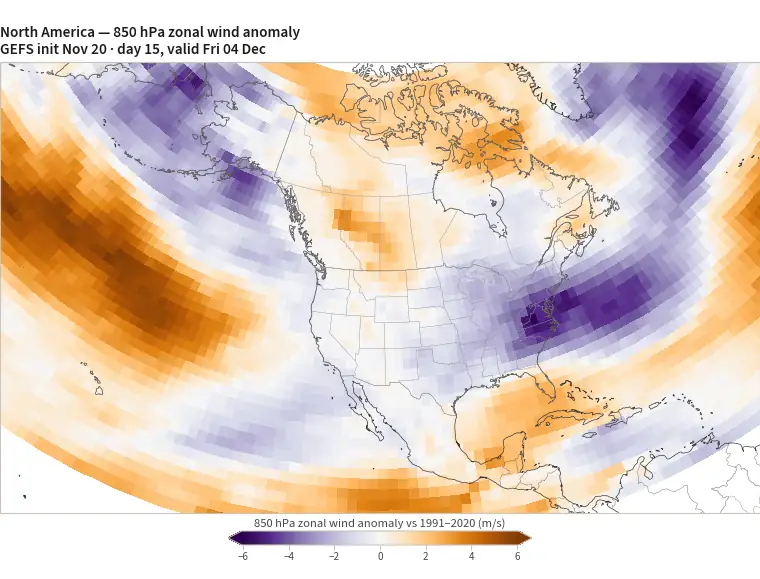 North America — 850 hPa zonal wind anomaly
GEFS init Nov 20 · day 15, valid Fri 04 Dec
850 hPa zonal wind anomaly vs 1991–2020 (m/s)
−6 −4 −2 0 2 4 6